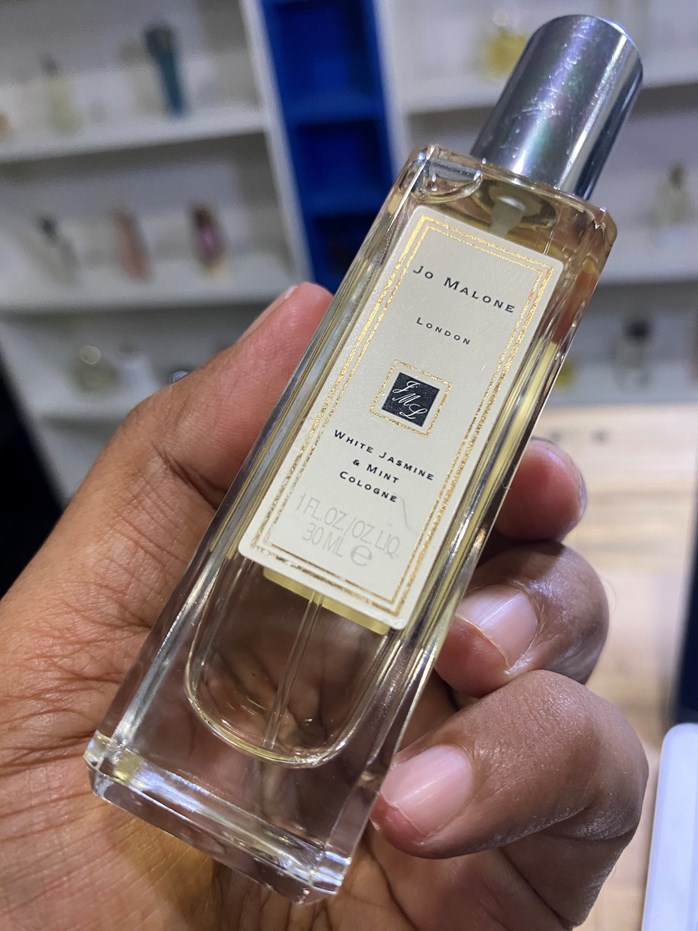 JO MALONE
LONDON
JML
WHITE JASMINE
& MINT
COLOGNE
1 FL.OZ/OZ LIQ.
30 ML ℮